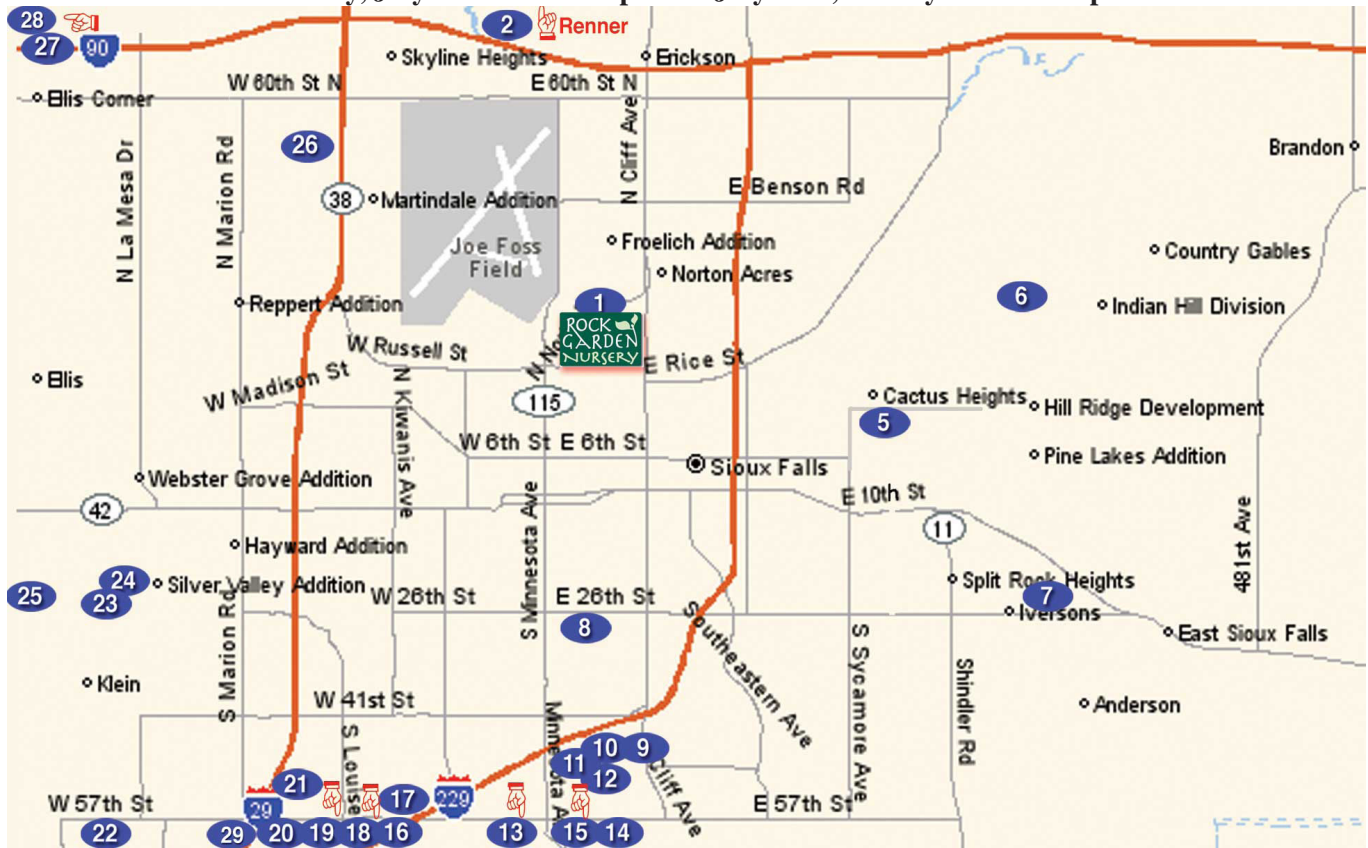 28
2
Renner
27
90
Skyline Heights
Erickson
W 60th St N
E 60th St N
Ellis Corner
N La Mesa Dr
N Marion Rd
26
N Cliff Ave
Brandon
38
Martindale Addition
E Benson Rd
Joe Foss
Field
Froelich Addition
Norton Acres
Country Gables
Reppert Addition
1
6
Indian Hill Division
ROCK
GARDEN
NURSERY
W Russell St
N No
E Rice St
Ellis
W Madison St
N Kiwanis Ave
115
Cactus Heights
5
Hill Ridge Development
W 6th St
E 6th St
Sioux Falls
Pine Lakes Addition
Webster Grove Addition
42
S Minnesota Ave
E 10th St
11
481st Ave
Hayward Addition
24
Silver Valley Addition
25
23
W 26th St
E 26th St
Split Rock Heights
7
Iversons
8
East Sioux Falls
S Marion Rd
Southeastern Ave
S Sycamore Ave
Shindler Rd
Klein
W 41st St
Anderson
S Louise
10
9
11
12
Cliff Ave
21
17
229
29
W 57th St
E 57th St
22
29
20
19
18
16
13
15
14